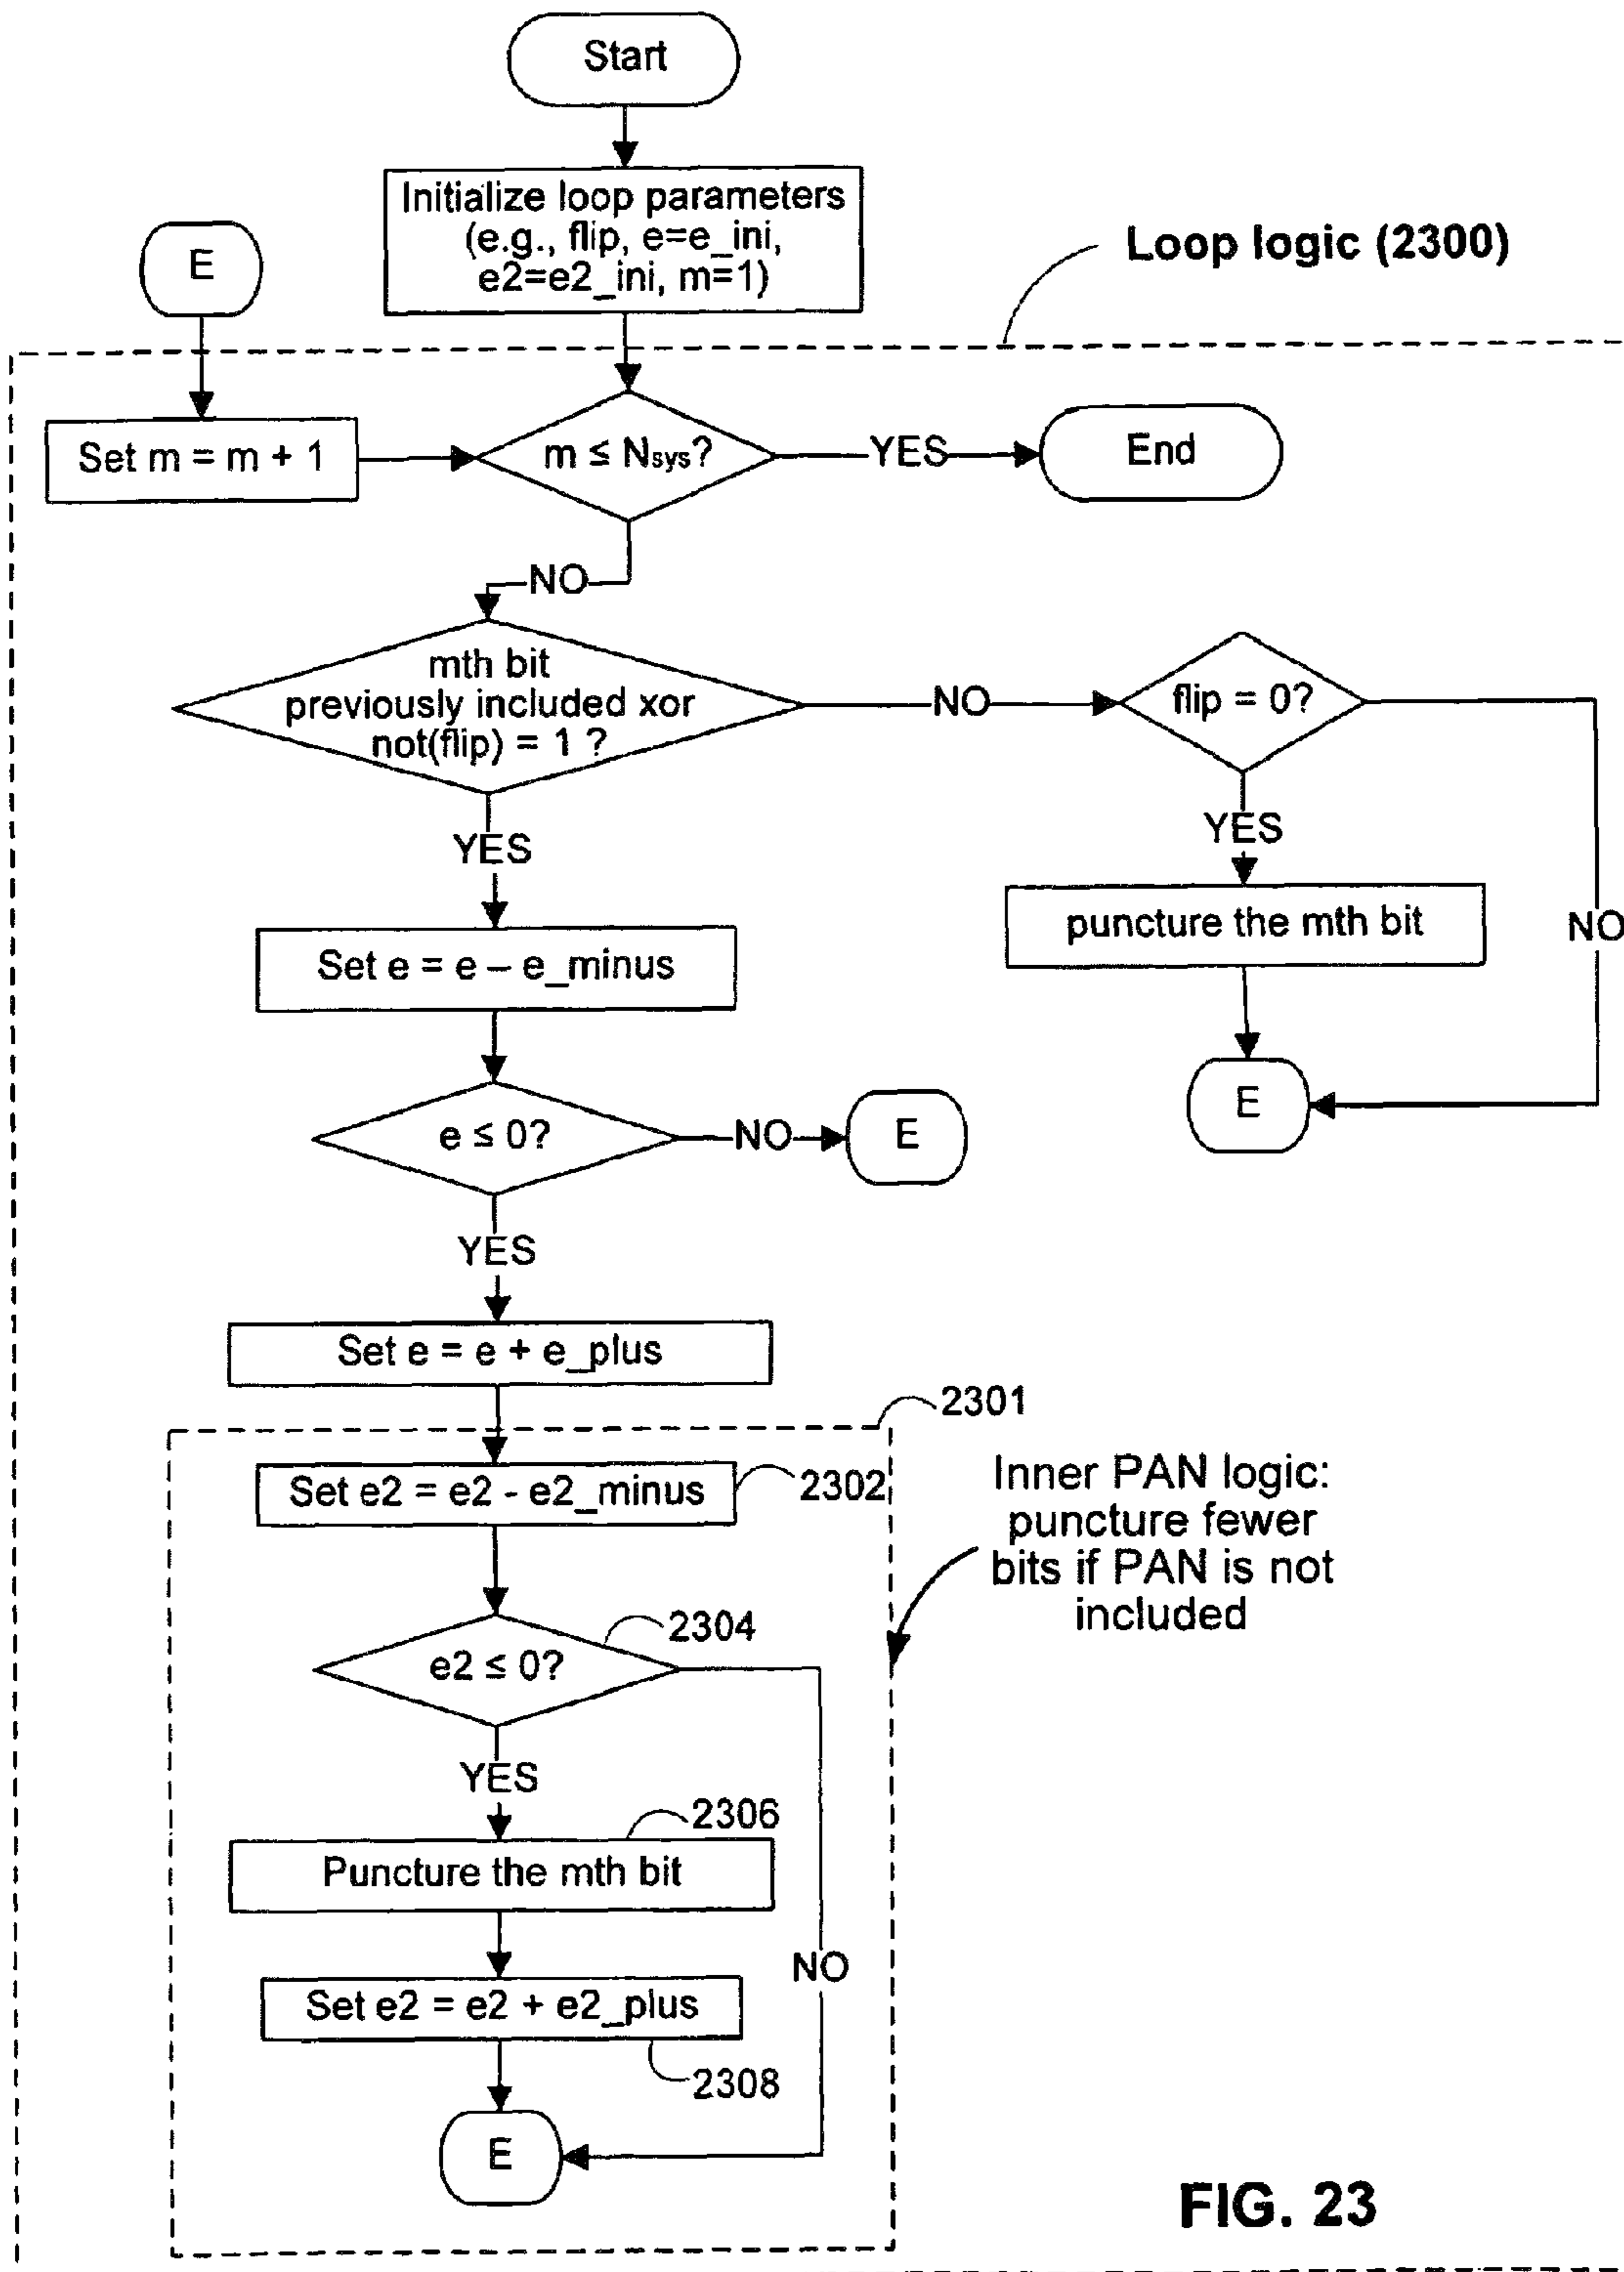 Start
Initialize loop parameters
(e.g., flip, e=e_ini,
e2=e2_ini, m=1)
Loop logic (2300)
E
Set m = m + 1
m ≤ Nsys?
YES
End
NO
mth bit
previously included xor
not(flip) = 1 ?
NO
flip = 0?
YES
YES
puncture the mth bit
NO
Set e = e – e_minus
E
e ≤ 0?
NO
E
YES
Set e = e + e_plus
2301
Set e2 = e2 - e2_minus
2302
Inner PAN logic:
puncture fewer
bits if PAN is not
included
2304
e2 ≤ 0?
YES
2306
Puncture the mth bit
NO
Set e2 = e2 + e2_plus
2308
E
FIG. 23